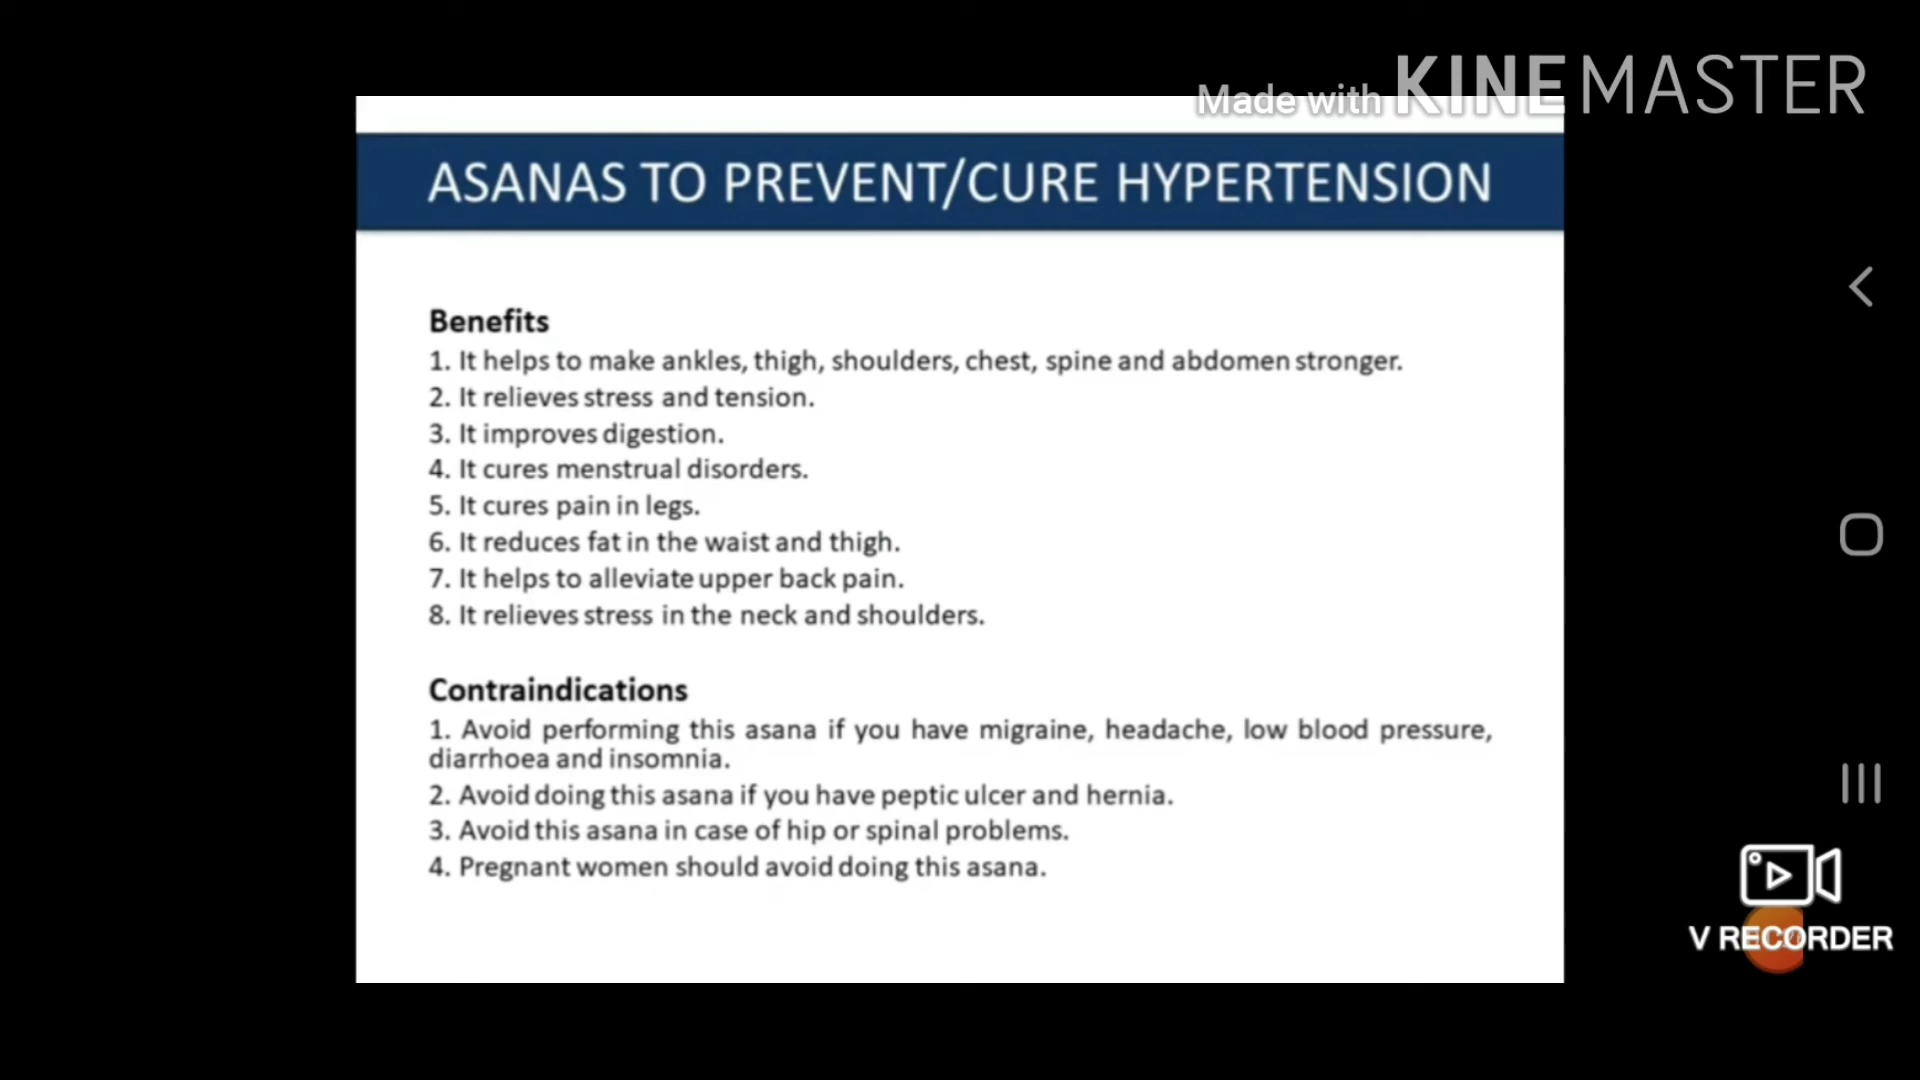 Made with KINEMASTER
ASANAS TO PREVENT/CURE HYPERTENSION
Benefits
1. It helps to make ankles, thigh, shoulders, chest, spine and abdomen stronger.
2. It relieves stress and tension.
3. It improves digestion.
4. It cures menstrual disorders.
5. It cures pain in legs.
6. It reduces fat in the waist and thigh.
7. It helps to alleviate upper back pain.
8. It relieves stress in the neck and shoulders.
Contraindications
1. Avoid performing this asana if you have migraine, headache, low blood pressure,
diarrhoea and insomnia.
2. Avoid doing this asana if you have peptic ulcer and hernia.
3. Avoid this asana in case of hip or spinal problems.
4. Pregnant women should avoid doing this asana.
V RECORDER